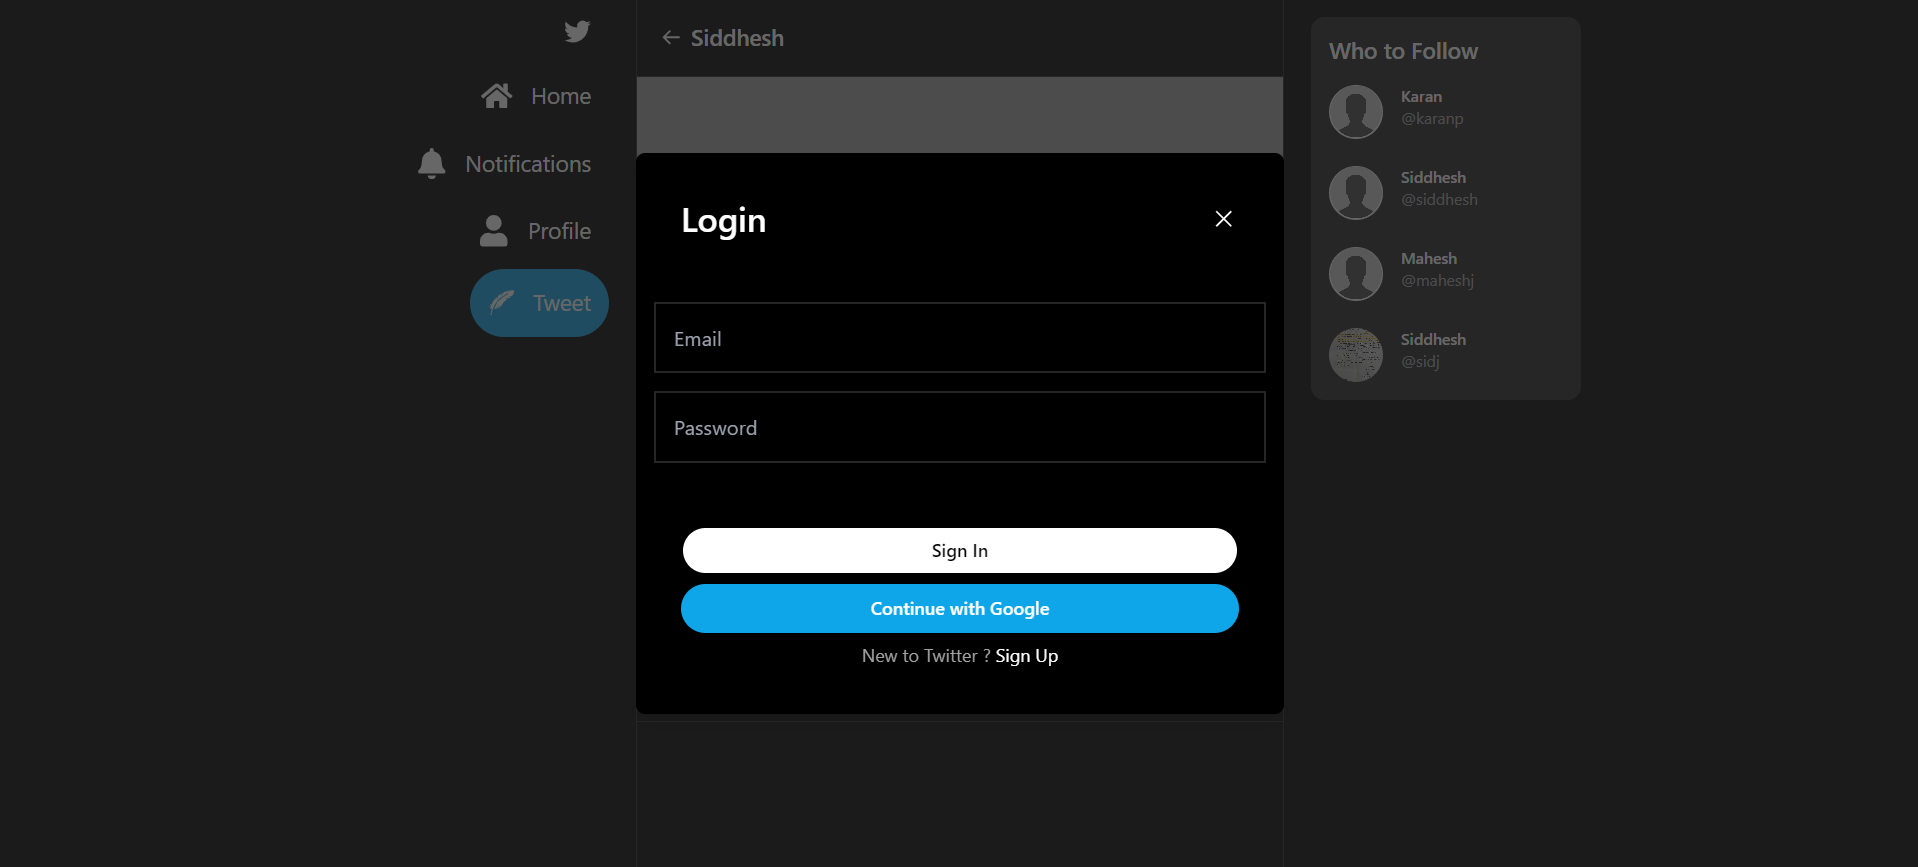 Home
Notifications
Profile
Tweet
Siddhesh
Login
Email
Password
Sign In
Continue with Google
New to Twitter ? Sign Up
Who to Follow
Karan
@karanp
Siddhesh
@siddhesh
Mahesh
@maheshj
Siddhesh
@sidj